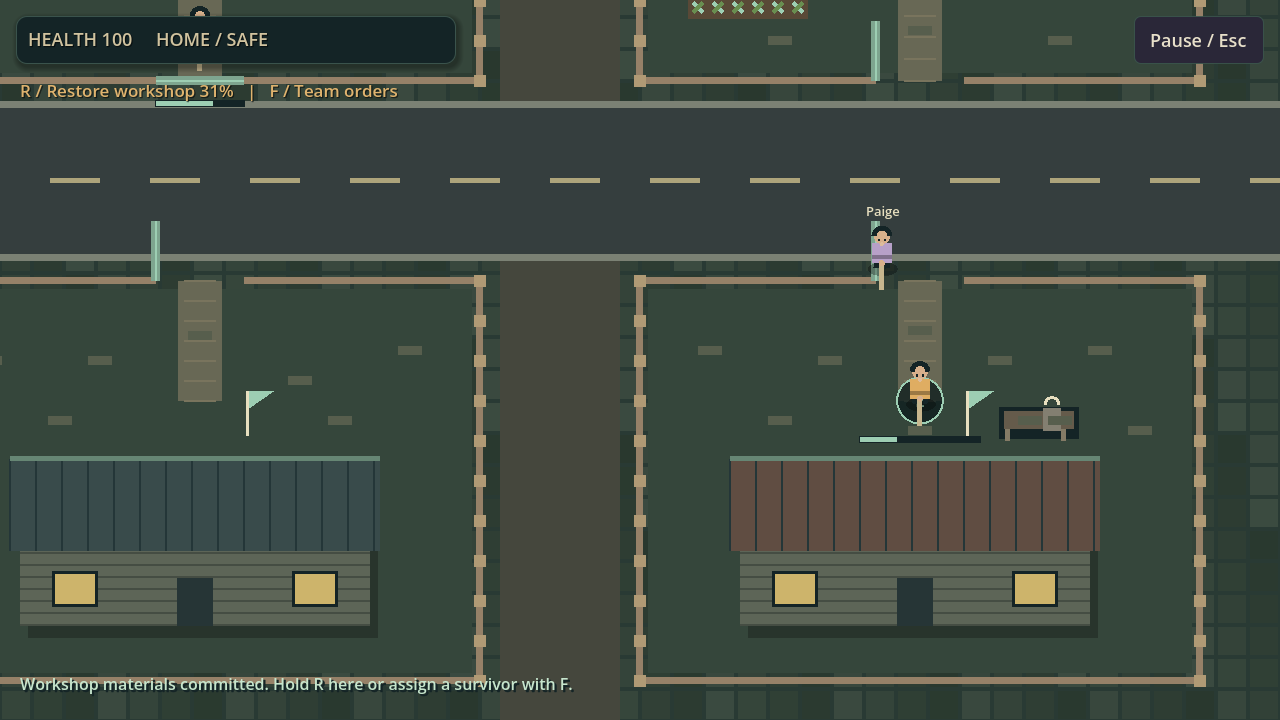 HEALTH 100 HOME / SAFE
Pause / Esc
R / Restore workshop 31% | F / Team orders
Paige
Workshop materials committed. Hold R here or assign a survivor with F.